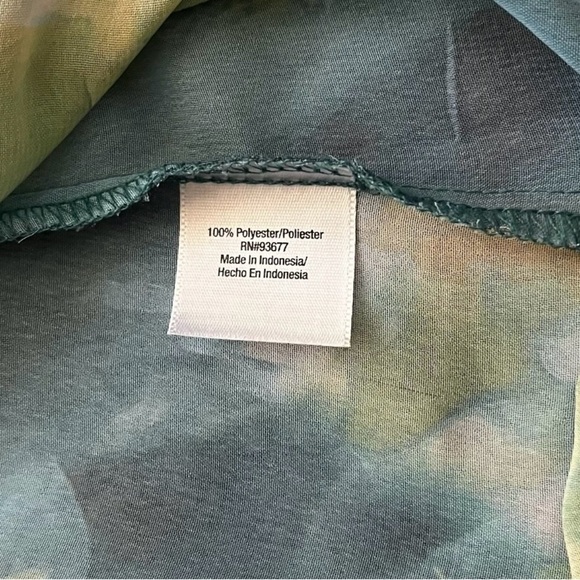 100% Polyester/Poliester
RN#93677
Made In Indonesia/
Hecho En Indonesia